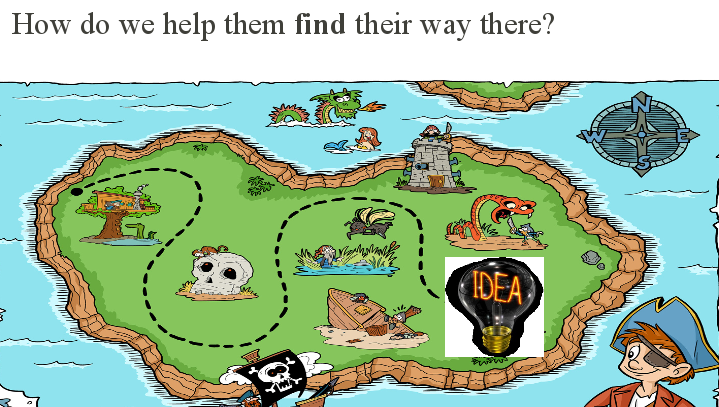 How do we help them find their way there?
N
W E
S
IDEA